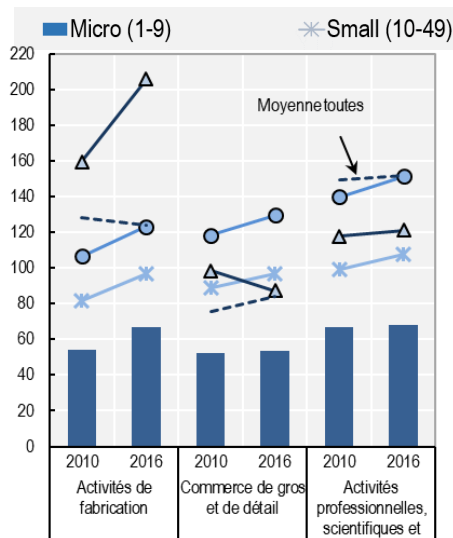 Micro (1-9) Small (10-49)
220
200
180
160
140
120
100
80
60
40
20
0
Moyenne toutes
2010 2016 2010 2016 2010 2016
Activités de
fabrication
Commerce de gros
et de détail
Activités
professionnelles,
scientifiques et